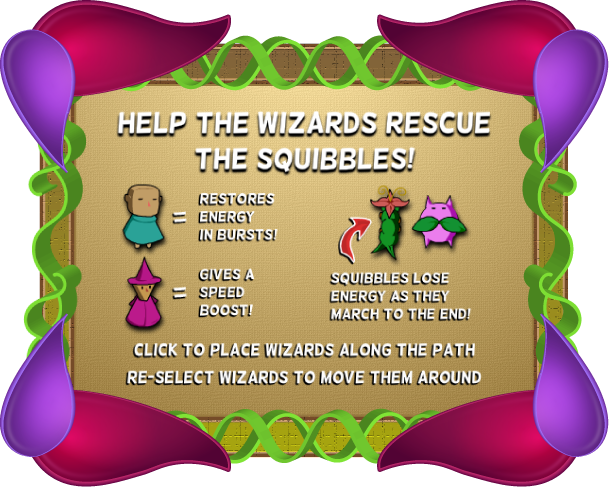 HELP THE WIZARDS RESCUE
THE SQUIBBLES!
= RESTORES
ENERGY
IN BURSTS!
= GIVES A
SPEED
BOOST!
SQUIBBLES LOSE
ENERGY AS THEY
MARCH TO THE END!
CLICK TO PLACE WIZARDS ALONG THE PATH
RE-SELECT WIZARDS TO MOVE THEM AROUND